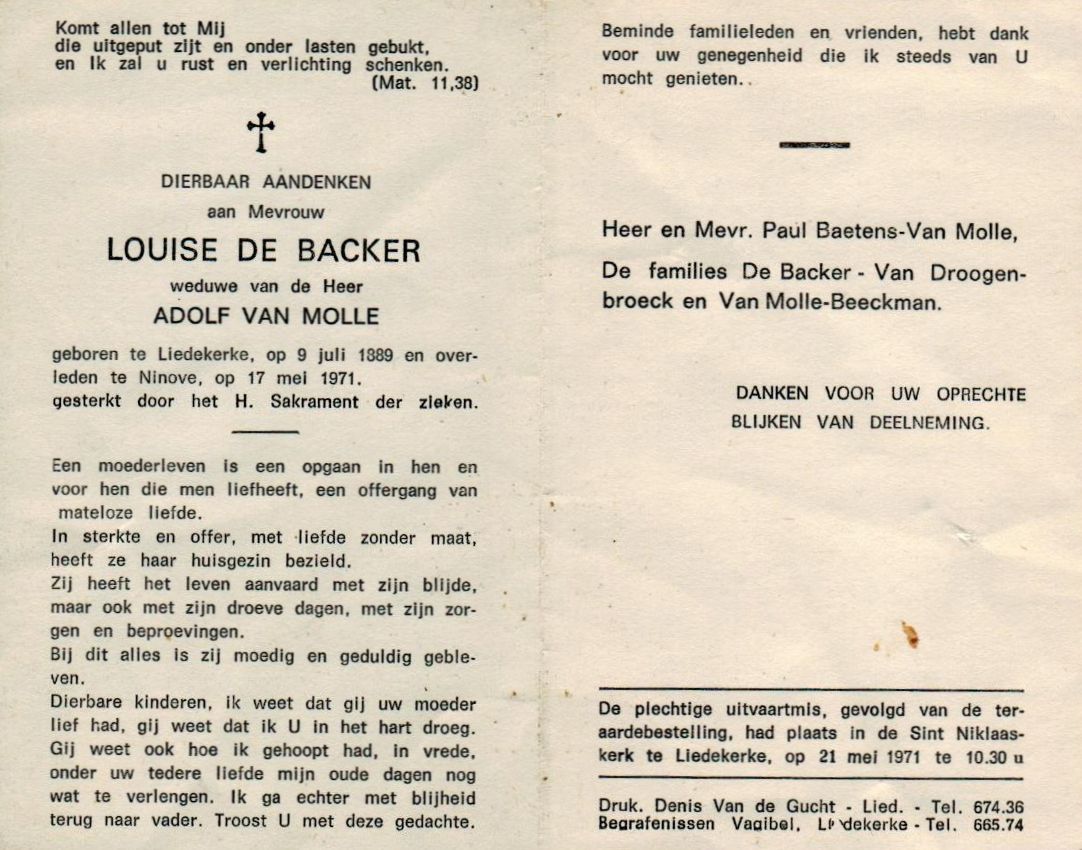 Komt allen tot Mij
die uitgeput zijt en onder lasten gebukt,
en Ik zal u rust en verlichting schenken.
(Mat. 11,38)
DIERBAAR AANDENKEN
aan Mevrouw
LOUISE DE BACKER
weduwe van de Heer
ADOLF VAN MOLLE
geboren te Liedekerke, op 9 juli 1889 en over-
leden te Ninove, op 17 mei 1971.
gesterkt door het H. Sakrament der zieken.
Een moederleven is een opgaan in hen en
voor hen die men liefheeft, een offergang van
mateloze liefde.
In sterkte en offer, met liefde zonder maat,
heeft ze haar huisgezin bezield.
Zij heeft het leven aanvaard met zijn blijde,
maar ook met zijn droeve dagen, met zijn zor-
gen en beproevingen.
Bij dit alles is zij moedig en geduldig geble-
ven.
Dierbare kinderen, ik weet dat gij uw moeder
lief had, gij weet dat ik U in het hart droeg.
Gij weet ook hoe ik gehoopt had, in vrede,
onder uw tedere liefde mijn oude dagen nog
wat te verlengen. Ik ga echter met blijheid
terug naar vader. Troost U met deze gedachte.
Beminde familieleden en vrienden, hebt dank
voor uw genegenheid die ik steeds van U
mocht genieten.
Heer en Mevr. Paul Baetens-Van Molle,
De families De Backer - Van Droogen-
broeck en Van Molle-Beeckman.
DANKEN VOOR UW OPRECHTE
BLIJKEN VAN DEELNEMING.
De plechtige uitvaartmis, gevolgd van de ter-
aardebestelling, had plaats in de Sint Niklaas-
kerk te Liedekerke, op 21 mei 1971 te 10.30 u
Druk. Denis Van de Gucht - Lied. - Tel. 674.36
Begrafenissen Vagibel, Liedekerke - Tel. 665.74